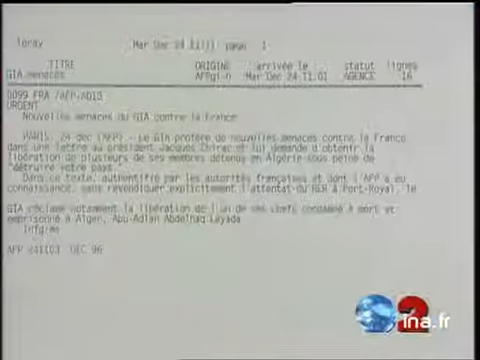 loray Mar Dec 24 11:11 page 1
TITRE ORIGINE arrivée le statut lignes
GIA menaces AFPgi-n Mar Dec 24 11.01 AGENCE 16
0099 FRA /AFP-AD13
URGENT
Nouvelles menaces du GIA contre la France
PARIS, 24 dec (AFP) - Le GIA profère de nouvelles menaces contre la France
dans une lettre au président Jacques Chirac et lui demande d'obtenir la
libération de plusieurs de ses membres détenus en Algérie sous peine de
"détruire votre pays".
Dans ce texte, authentifié par les autorités françaises et dont l'AFP a eu
connaissance, sans revendiquer explicitement l'attentat du RER à Port-Royal, le
GIA réclame notamment la libération de l'un de ses chefs condamné à mort et
emprisonné à Alger, Abou-Adlan Abdelhaq Layada
AFP 241103 DEC 96
2
ina.fr